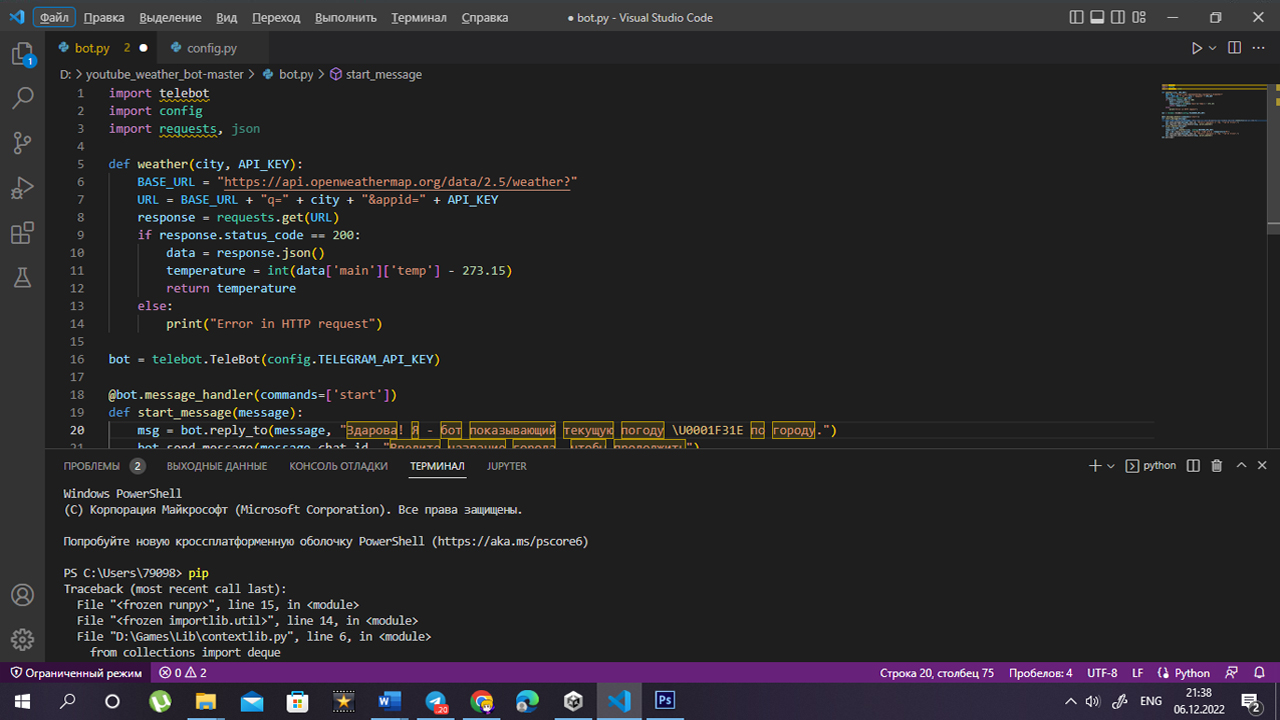 Файл Правка Выделение Вид Переход Выполнить Терминал Справка ● bot.py - Visual Studio Code
bot.py 2 ● config.py
D: > youtube_weather_bot-master > bot.py > start_message
1 import telebot
2 import config
3 import requests, json
4
5 def weather(city, API_KEY):
6 BASE_URL = "https://api.openweathermap.org/data/2.5/weather?"
7 URL = BASE_URL + "q=" + city + "&appid=" + API_KEY
8 response = requests.get(URL)
9 if response.status_code == 200:
10 data = response.json()
11 temperature = int(data['main']['temp'] - 273.15)
12 return temperature
13 else:
14 print("Error in HTTP request")
15
16 bot = telebot.TeleBot(config.TELEGRAM_API_KEY)
17
18 @bot.message_handler(commands=['start'])
19 def start_message(message):
20 msg = bot.reply_to(message, "Здарова! Я - бот показывающий текущую погоду \U0001F31E по городу.")
21 bot.send_message(message.chat.id, "Введите название города, чтобы продолжить")
ПРОБЛЕМЫ 2 ВЫХОДНЫЕ ДАННЫЕ КОНСОЛЬ ОТЛАДКИ ТЕРМИНАЛ JUPYTER python
Windows PowerShell
(C) Корпорация Майкрософт (Microsoft Corporation). Все права защищены.
Попробуйте новую кроссплатформенную оболочку PowerShell (https://aka.ms/pscore6)
PS C:\Users\79098> pip
Traceback (most recent call last):
File "<frozen runpy>", line 15, in <module>
File "<frozen importlib.util>", line 14, in <module>
File "D:\Games\Lib\contextlib.py", line 6, in <module>
from collections import deque
Ограниченный режим 0 2 Строка 20, столбец 75 Пробелов: 4 UTF-8 LF Python
ENG 21:38
06.12.2022